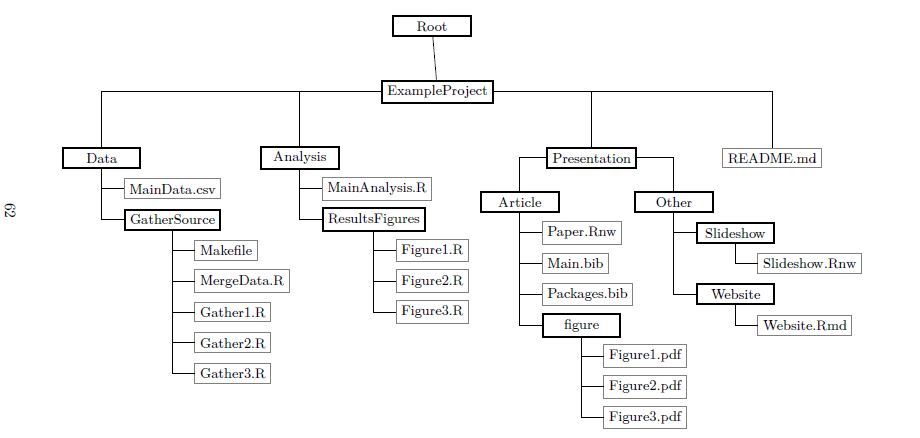 Root
ExampleProject
Data
MainData.csv
GatherSource
Makefile
MergeData.R
Gather1.R
Gather2.R
Gather3.R
Analysis
MainAnalysis.R
ResultsFigures
Figure1.R
Figure2.R
Figure3.R
Presentation
Article
Paper.Rnw
Main.bib
Packages.bib
figure
Figure1.pdf
Figure2.pdf
Figure3.pdf
Other
Slideshow
Slideshow.Rnw
Website
Website.Rmd
README.md
62